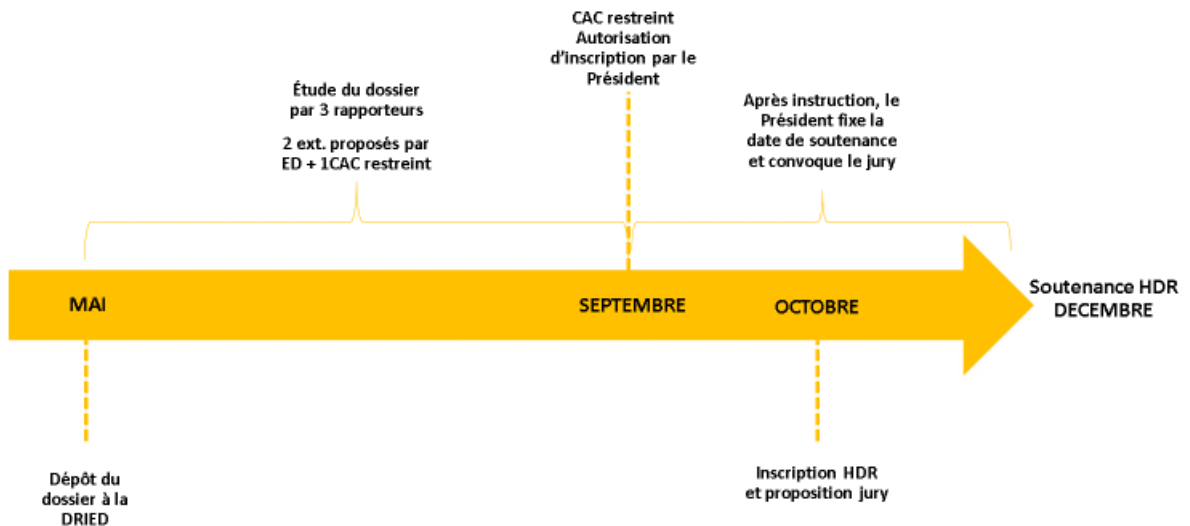 CAC restreint
Autorisation
d'inscription par le
Président
Étude du dossier
par 3 rapporteurs
2 ext. proposés par
ED + 1CAC restreint
Après instruction, le
Président fixe la
date de soutenance
et convoque le jury
MAI
SEPTEMBRE
OCTOBRE
Soutenance HDR
DECEMBRE
Dépôt du
dossier à la
DRIED
Inscription HDR
et proposition jury